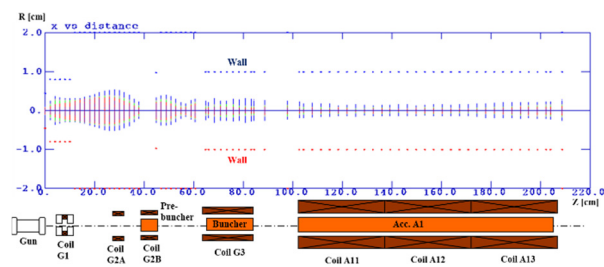 R [cm]
x vs distance
2.0
Wall
1.0
0.0
-1.0
Wall
-2.0
0.0 20.0 40.0 60.0 80.0 100.0 120.0 140.0 160.0 180.0 200.0 220.0
Z [cm]
Pre-
buncher
Buncher
Acc. A1
Gun
Coil
G1
Coil
G2A
Coil
G2B
Coil G3
Coil A11
Coil A12
Coil A13